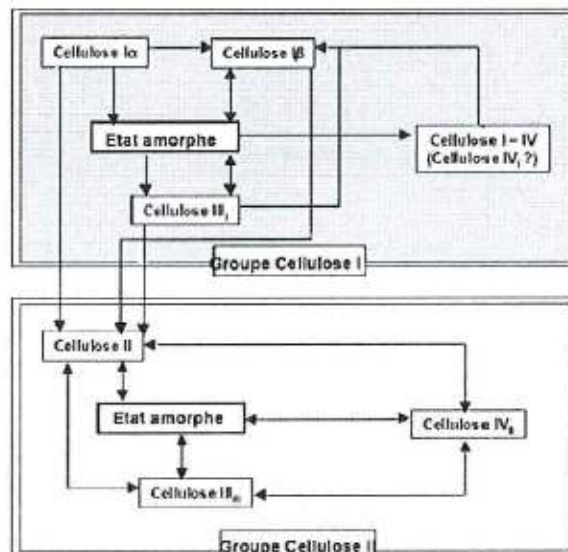 Cellulose Iα
Cellulose Iβ
Etat amorphe
Cellulose I – IV
(Cellulose IVI ?)
Cellulose IIII
Groupe Cellulose I
Cellulose II
Etat amorphe
Cellulose IVII
Cellulose IIIII
Groupe Cellulose II